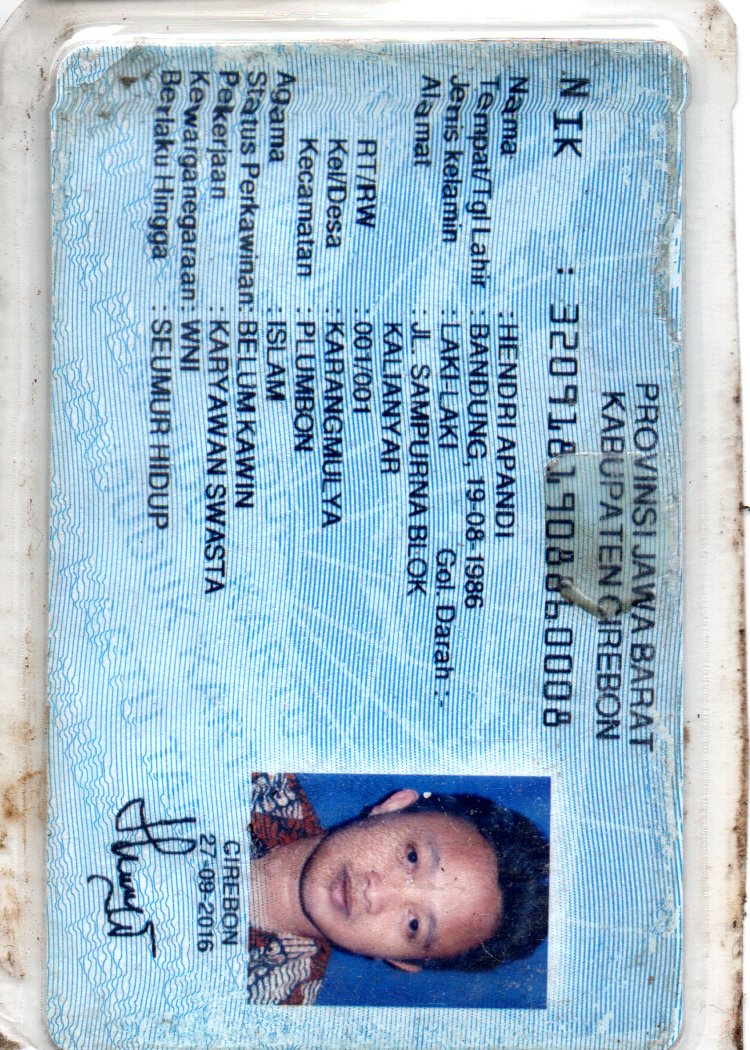 PROVINSI JAWA BARAT
KABUPATEN CIREBON
NIK : 3209181908860008
Nama : HENDRI APANDI
Tempat/Tgl Lahir : BANDUNG, 19-08-1986
Jenis kelamin : LAKI LAKI Gol. Darah : -
Alamat : JL. SAMPURNA BLOK
KALIANYAR
RT/RW : 001/001
Kel/Desa : KARANGMULYA
Kecamatan : PLUMBON
Agama : ISLAM
Status Perkawinan: BELUM KAWIN
Pekerjaan : KARYAWAN SWASTA
Kewarganegaraan: WNI
Berlaku Hingga : SEUMUR HIDUP
CIREBON
27-09-2016